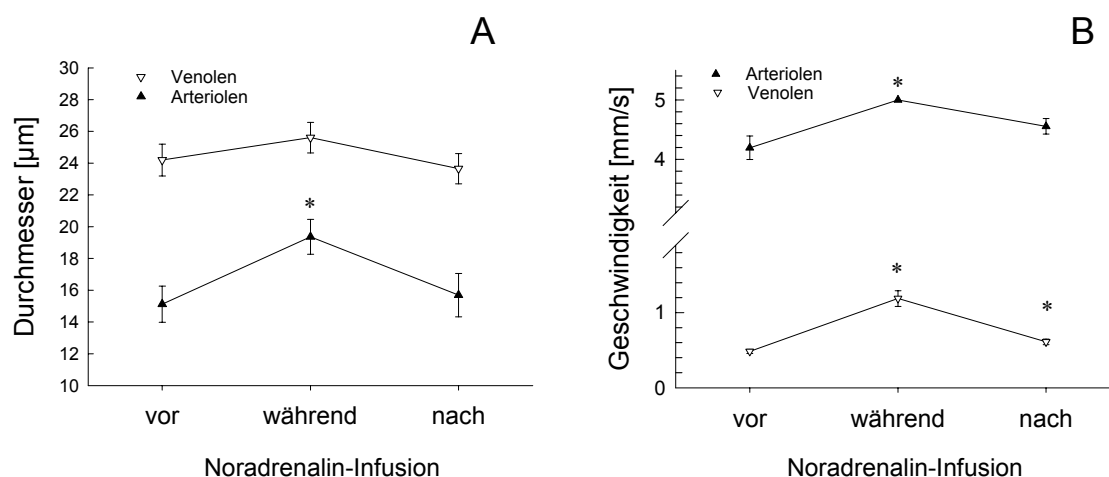 A
Durchmesser [µm]
30
28
26
24
22
20
18
16
14
12
10
Venolen
Arteriolen
*
vor während nach
Noradrenalin-Infusion
B
Geschwindigkeit [mm/s]
5
4
1
0
Arteriolen
Venolen
*
*
*
vor während nach
Noradrenalin-Infusion